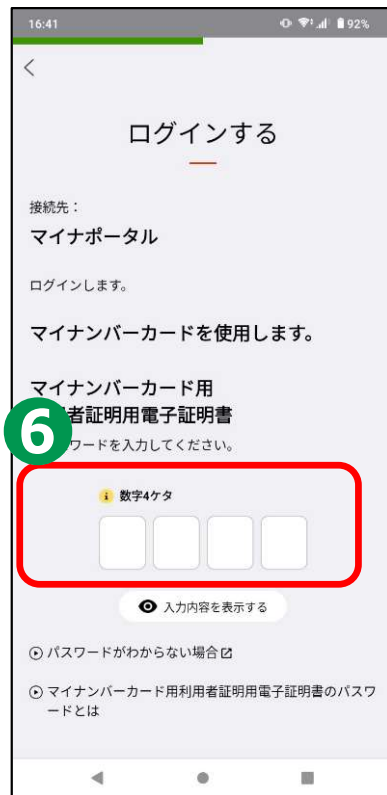 16:41
92%
ログインする
接続先:
マイナポータル
ログインします。
マイナンバーカードを使用します。
マイナンバーカード用
者証明用電子証明書
6
ワードを入力してください。
i 数字4ケタ
入力内容を表示する
パスワードがわからない場合
マイナンバーカード用利用者証明用電子証明書のパスワ
ードとは